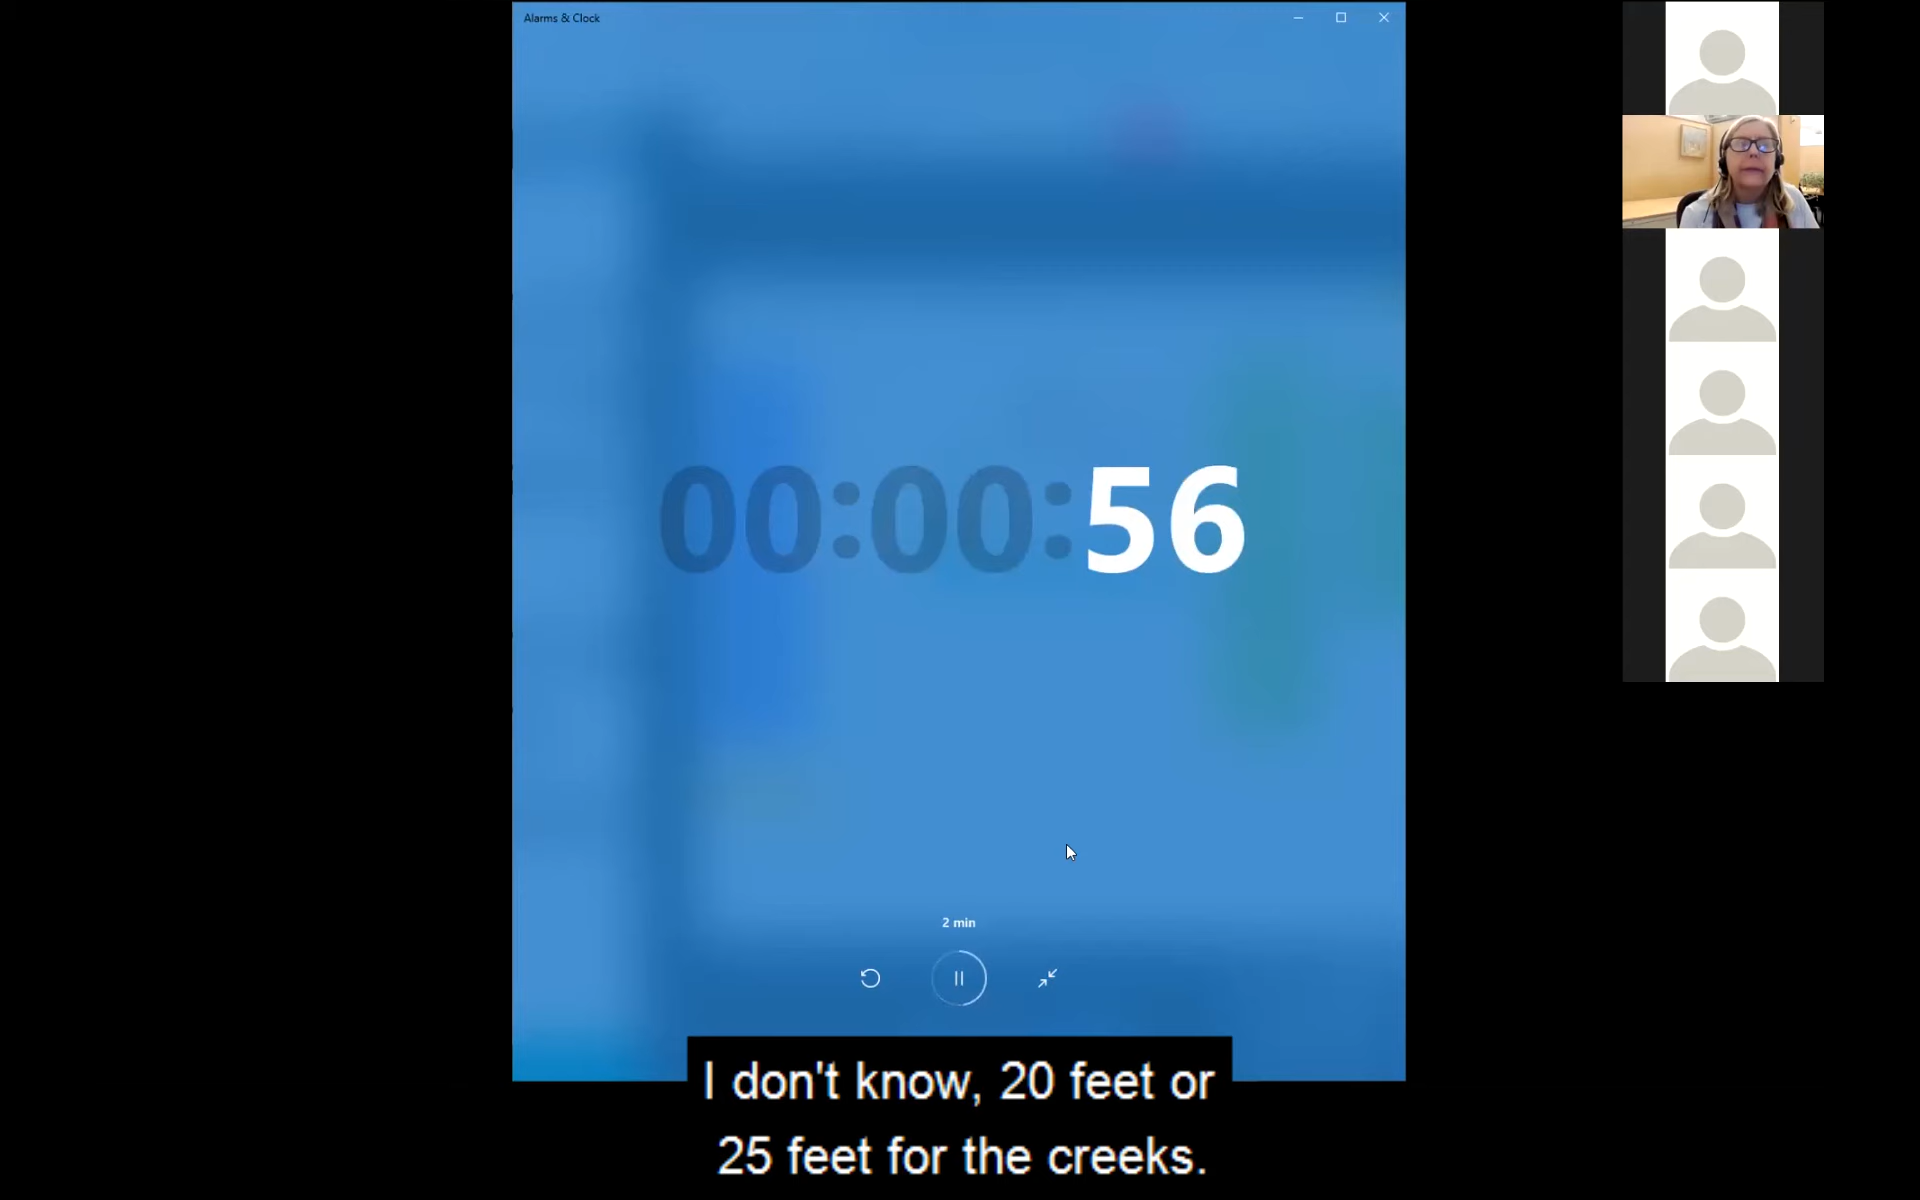 Alarms & Clock
00:00:56
2 min
I don't know, 20 feet or
25 feet for the creeks.